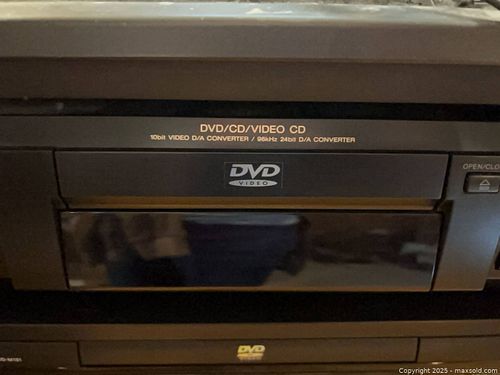 DVD/CD/VIDEO CD
10bit VIDEO D/A CONVERTER / 96kHz 24bit D/A CONVERTER
DVD
VIDEO
OPEN/CLO
DVD
Copyright © 2025 - maxsold.com